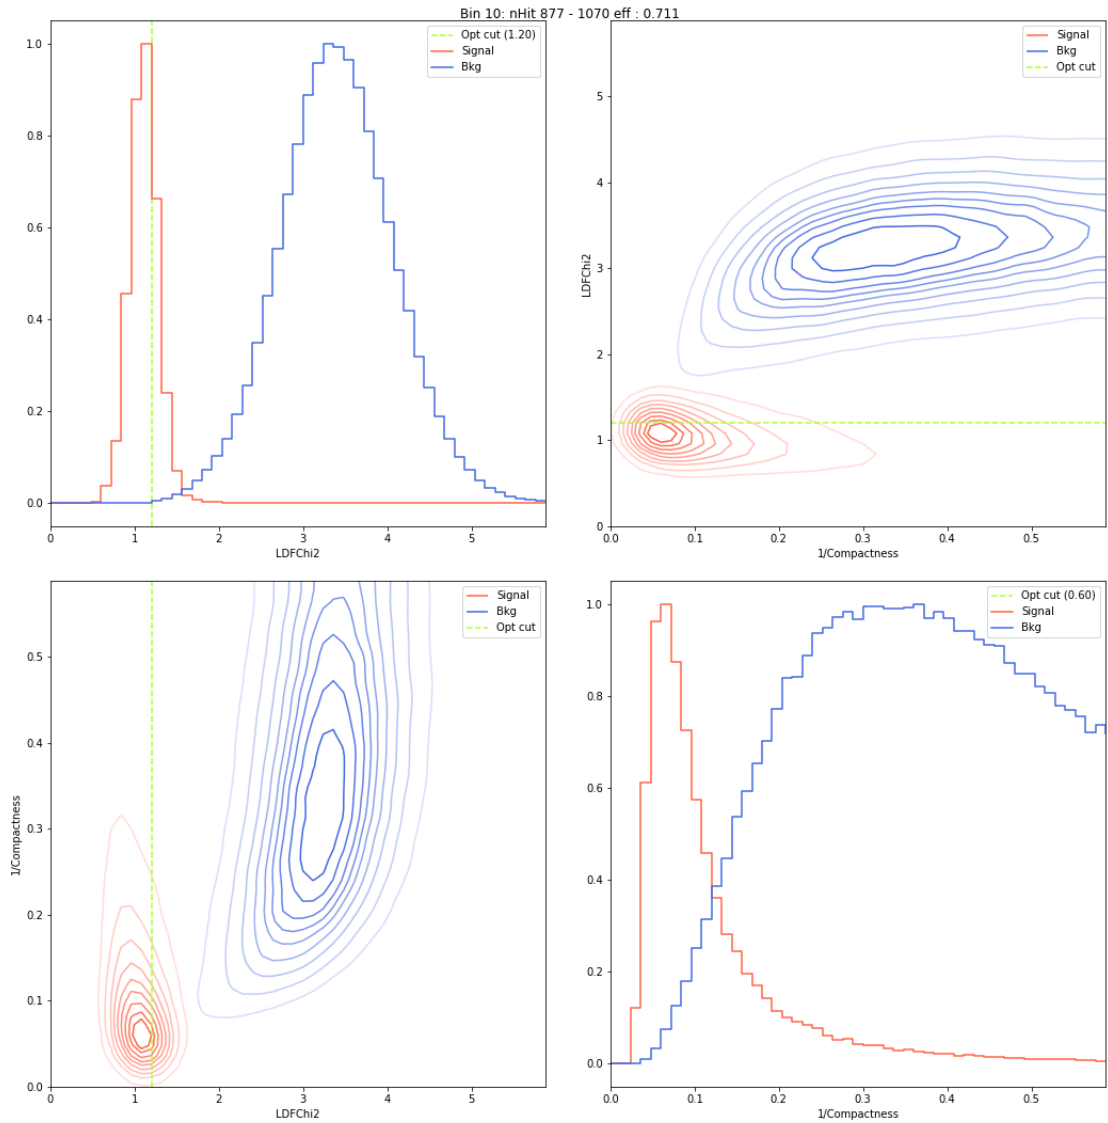 Bin 10: nHit 877 - 1070 eff : 0.711
Opt cut (1.20)
Signal
Bkg
1.0
0.8
0.6
0.4
0.2
0.0
0 1 2 3 4 5
LDFChi2
Signal
Bkg
Opt cut
5
4
3
2
1
0
LDFChi2
0.0 0.1 0.2 0.3 0.4 0.5
1/Compactness
Signal
Bkg
Opt cut
0.5
0.4
0.3
0.2
0.1
0.0
1/Compactness
0 1 2 3 4 5
LDFChi2
Opt cut (0.60)
Signal
Bkg
1.0
0.8
0.6
0.4
0.2
0.0
0.0 0.1 0.2 0.3 0.4 0.5
1/Compactness